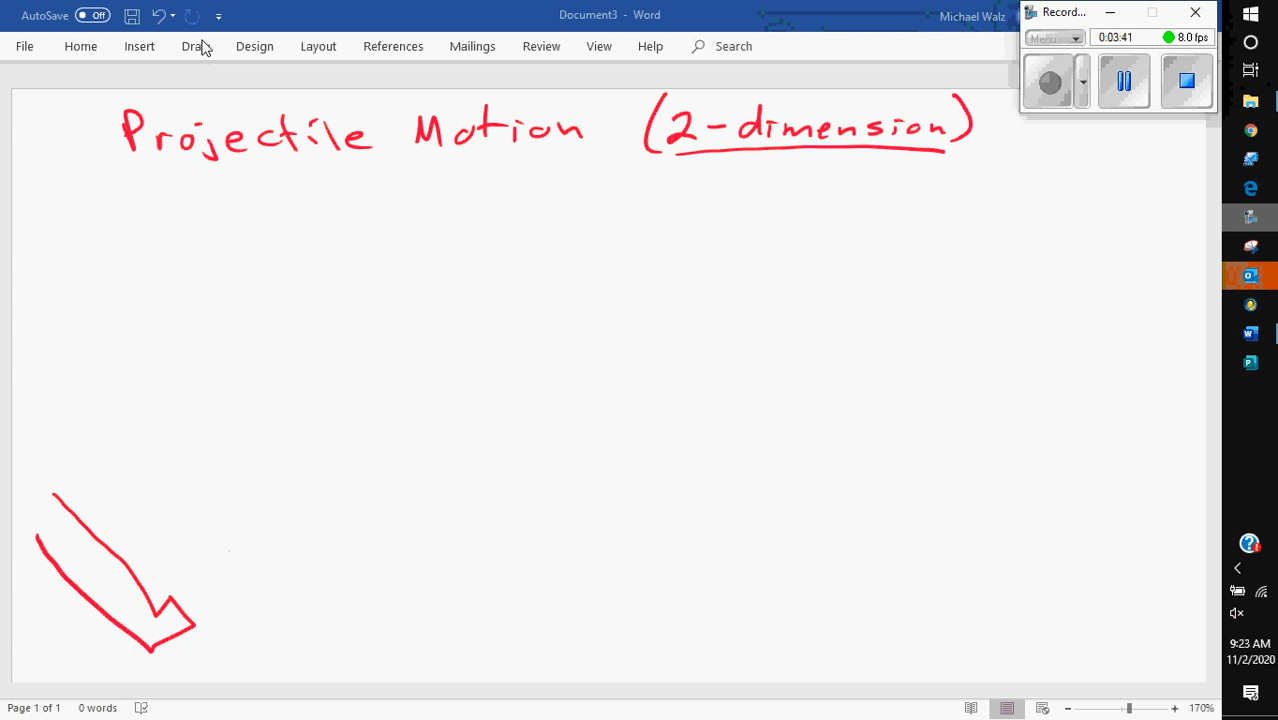 AutoSave Off
Document3 - Word
Michael Walz
Record...
File Home Insert Draw Design Layout References Mailings Review View Help Search
Menu 0:03:41 8.0 fps
Projectile Motion (2-dimension)
9:23 AM
11/2/2020
Page 1 of 1 0 words 170%